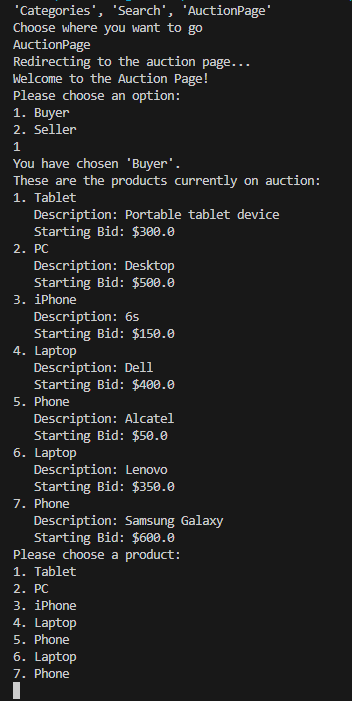 'Categories', 'Search', 'AuctionPage'
Choose where you want to go
AuctionPage
Redirecting to the auction page...
Welcome to the Auction Page!
Please choose an option:
1. Buyer
2. Seller
1
You have chosen 'Buyer'.
These are the products currently on auction:
1. Tablet
   Description: Portable tablet device
   Starting Bid: $300.0
2. PC
   Description: Desktop
   Starting Bid: $500.0
3. iPhone
   Description: 6s
   Starting Bid: $150.0
4. Laptop
   Description: Dell
   Starting Bid: $400.0
5. Phone
   Description: Alcatel
   Starting Bid: $50.0
6. Laptop
   Description: Lenovo
   Starting Bid: $350.0
7. Phone
   Description: Samsung Galaxy
   Starting Bid: $600.0
Please choose a product:
1. Tablet
2. PC
3. iPhone
4. Laptop
5. Phone
6. Laptop
7. Phone